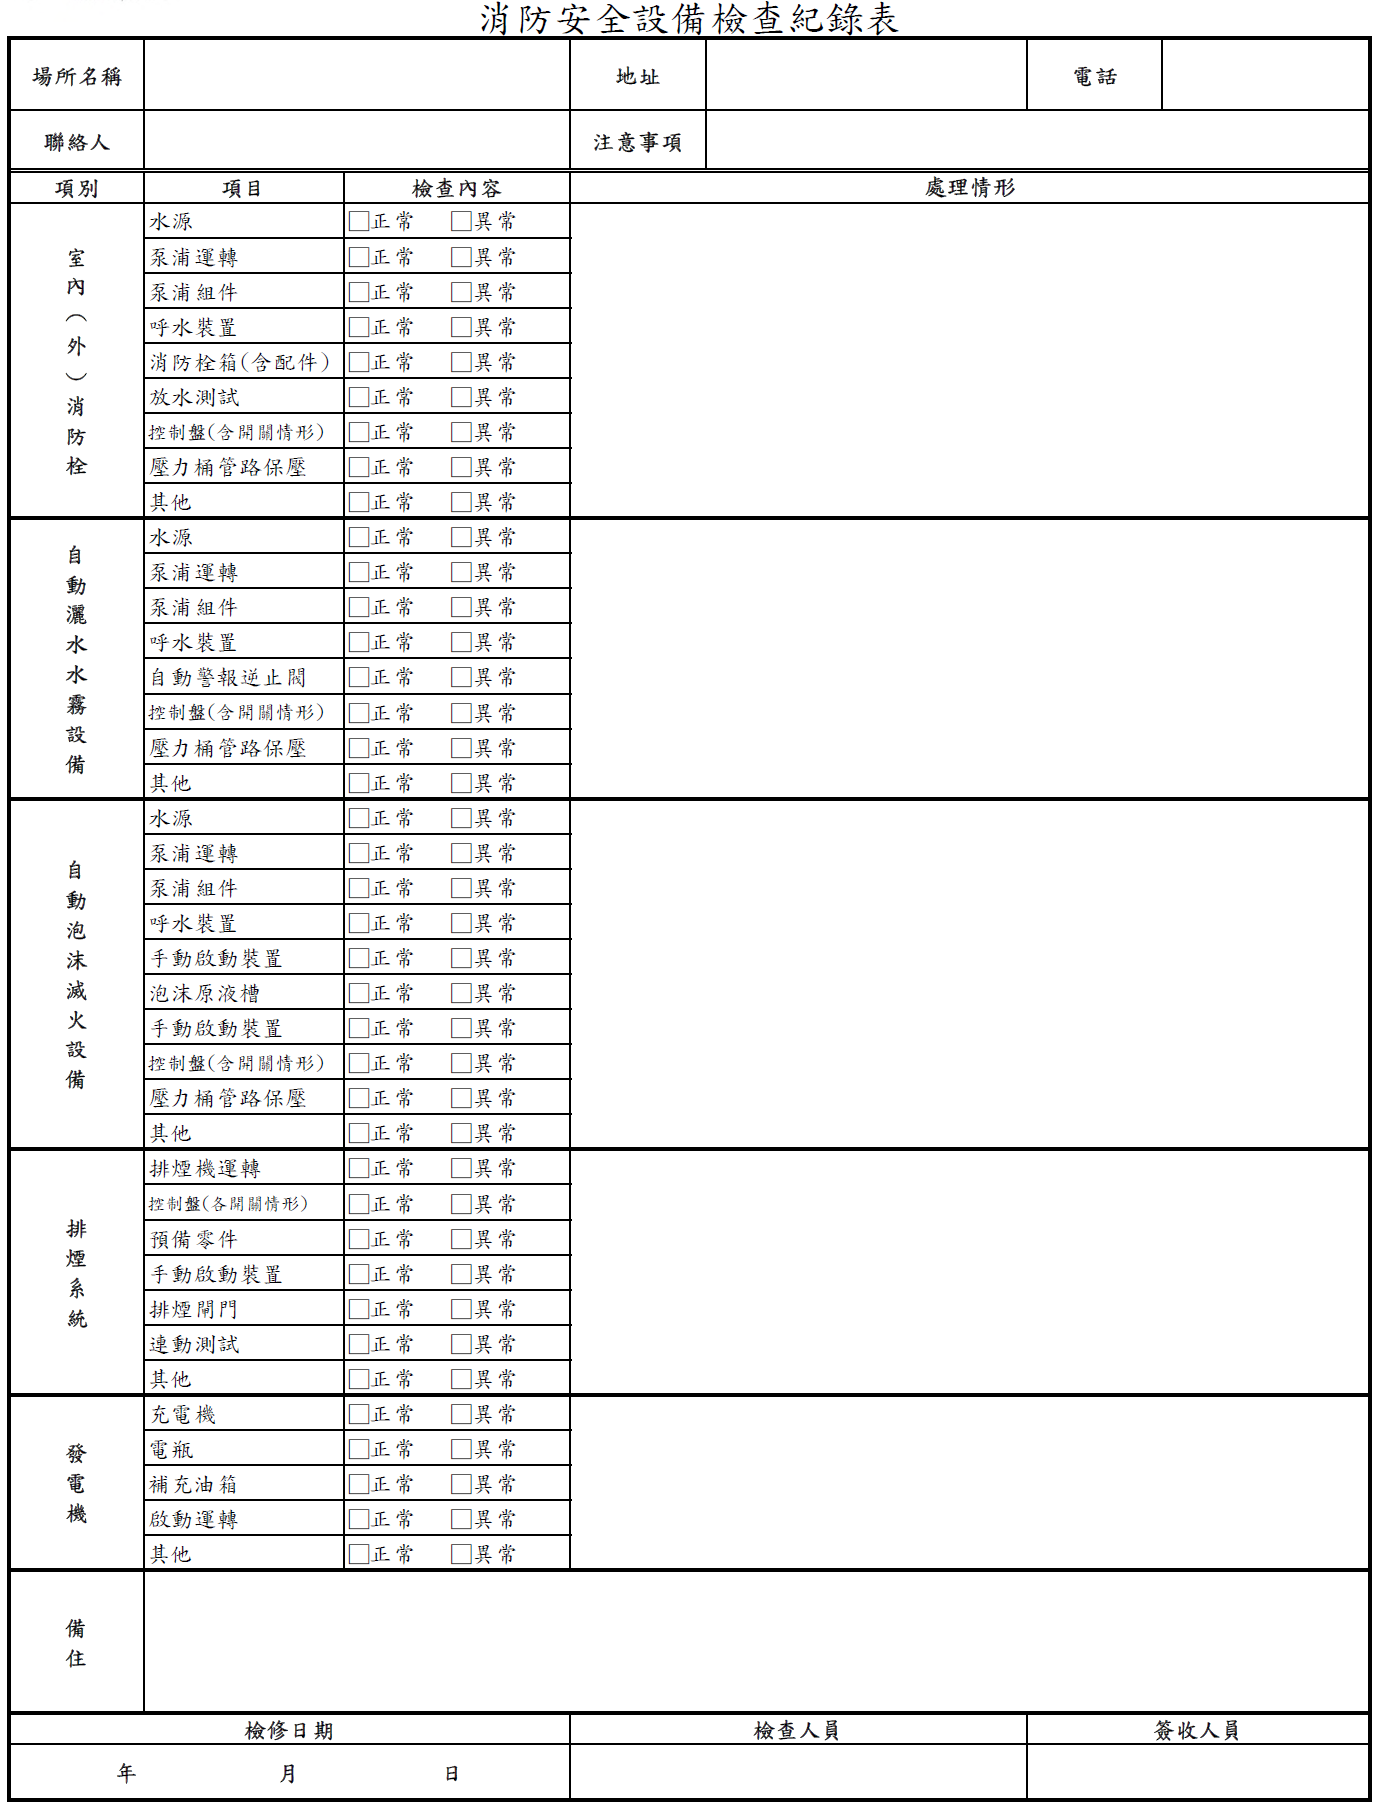 消防安全設備檢查紀錄表
場所名稱 地址 電話
聯絡人 注意事項
項別 項目 檢查內容 處理情形
室內（外）消防栓
水源 □正常 □異常
泵浦運轉 □正常 □異常
泵浦組件 □正常 □異常
呼水裝置 □正常 □異常
消防栓箱(含配件) □正常 □異常
放水測試 □正常 □異常
控制盤(含開關情形) □正常 □異常
壓力桶管路保壓 □正常 □異常
其他 □正常 □異常
自動灑水水霧設備
水源 □正常 □異常
泵浦運轉 □正常 □異常
泵浦組件 □正常 □異常
呼水裝置 □正常 □異常
自動警報逆止閥 □正常 □異常
控制盤(含開關情形) □正常 □異常
壓力桶管路保壓 □正常 □異常
其他 □正常 □異常
自動泡沫滅火設備
水源 □正常 □異常
泵浦運轉 □正常 □異常
泵浦組件 □正常 □異常
呼水裝置 □正常 □異常
手動啟動裝置 □正常 □異常
泡沫原液槽 □正常 □異常
手動啟動裝置 □正常 □異常
控制盤(含開關情形) □正常 □異常
壓力桶管路保壓 □正常 □異常
其他 □正常 □異常
排煙系統
排煙機運轉 □正常 □異常
控制盤(各開關情形) □正常 □異常
預備零件 □正常 □異常
手動啟動裝置 □正常 □異常
排煙閘門 □正常 □異常
連動測試 □正常 □異常
其他 □正常 □異常
發電機
充電機 □正常 □異常
電瓶 □正常 □異常
補充油箱 □正常 □異常
啟動運轉 □正常 □異常
其他 □正常 □異常
備住
檢修日期 檢查人員 簽收人員
年 月 日